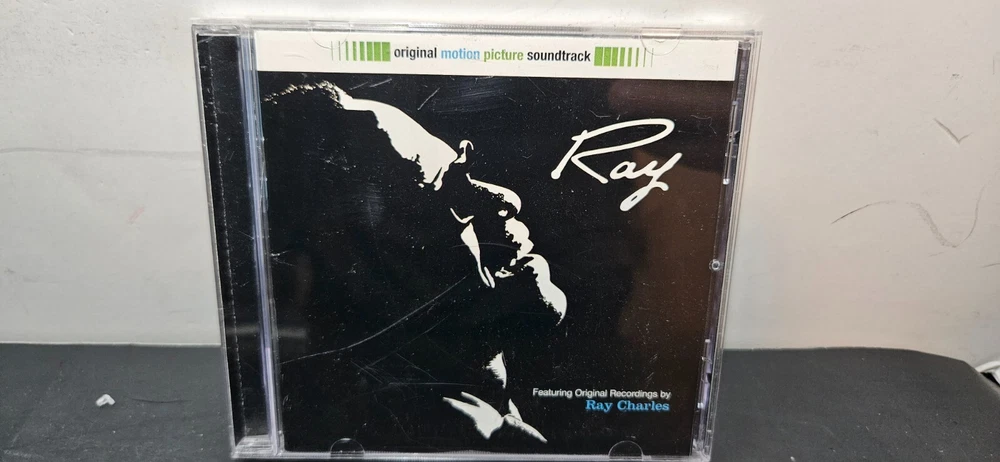 original motion picture soundtrack
Ray
Featuring Original Recordings by
Ray Charles